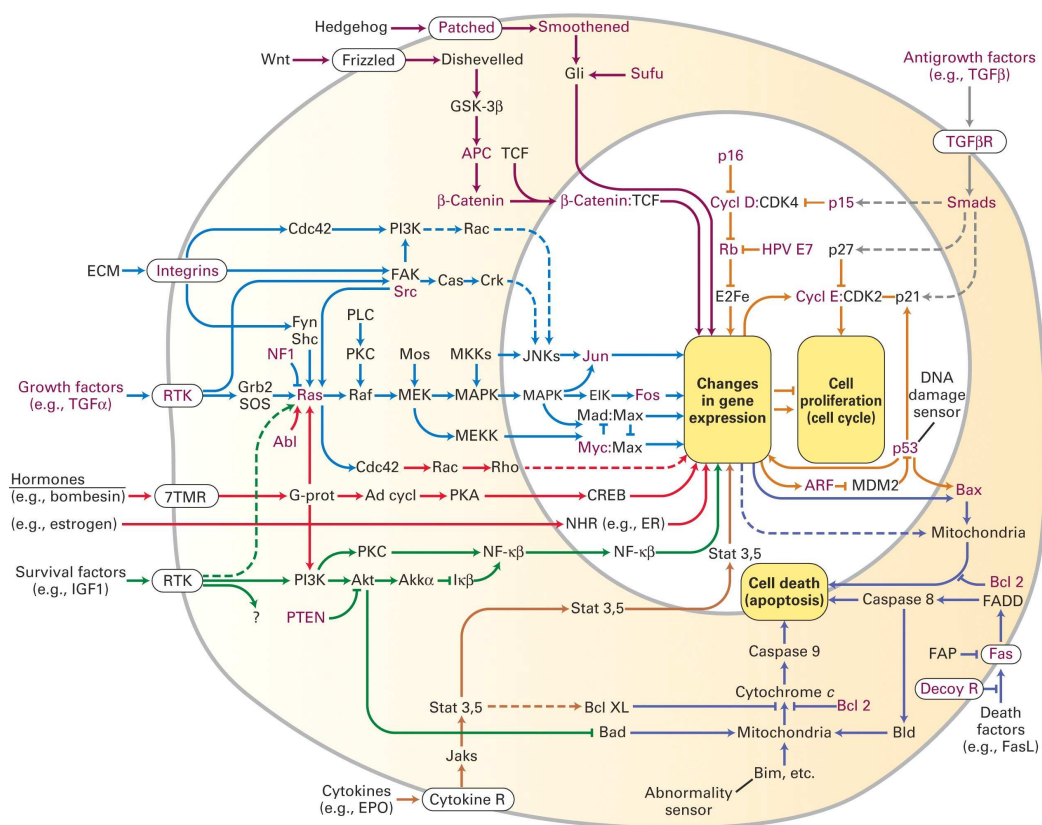 Hedgehog
Patched
Smoothened
Wnt
Frizzled
Dishevelled
Gli
Sufu
Antigrowth factors
(e.g., TGFβ)
GSK-3β
TGFβR
APC
TCF
p16
β-Catenin
β-Catenin:TCF
Cycl D:CDK4
p15
Smads
Cdc42
PI3K
Rac
Rb
HPV E7
p27
ECM
Integrins
FAK
Src
Cas
Crk
E2Fe
Cycl E:CDK2
p21
Fyn
Shc
PLC
NF1
PKC
Mos
MKKs
JNKs
Jun
Growth factors
(e.g., TGFα)
RTK
Grb2
SOS
Ras
Raf
MEK
MAPK
MAPK
ElK
Fos
Changes
in gene
expression
Cell
proliferation
(cell cycle)
DNA
damage
sensor
Mad:Max
Abl
MEKK
Myc:Max
p53
Cdc42
Rac
Rho
Hormones
(e.g., bombesin)
7TMR
G-prot
Ad cycl
PKA
CREB
ARF
MDM2
Bax
(e.g., estrogen)
NHR (e.g., ER)
Mitochondria
PKC
NF-κβ
NF-κβ
Stat 3,5
Survival factors
(e.g., IGF1)
RTK
PI3K
Akt
Akkα
Iκβ
Cell death
(apoptosis)
Bcl 2
?
PTEN
Stat 3,5
Caspase 8
FADD
Caspase 9
FAP
Fas
Cytochrome c
Decoy R
Stat 3,5
Bcl XL
Bcl 2
Bad
Mitochondria
Bld
Death
factors
(e.g., FasL)
Jaks
Bim, etc.
Abnormality
sensor
Cytokines
(e.g., EPO)
Cytokine R